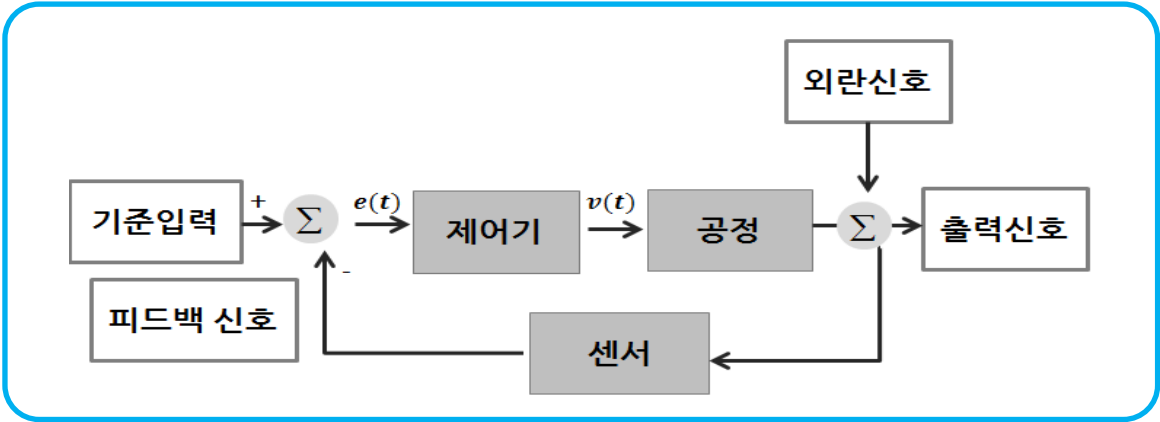 외란신호
기준입력
+
Σ
e(t)
제어기
v(t)
공정
Σ
출력신호
-
피드백 신호
센서